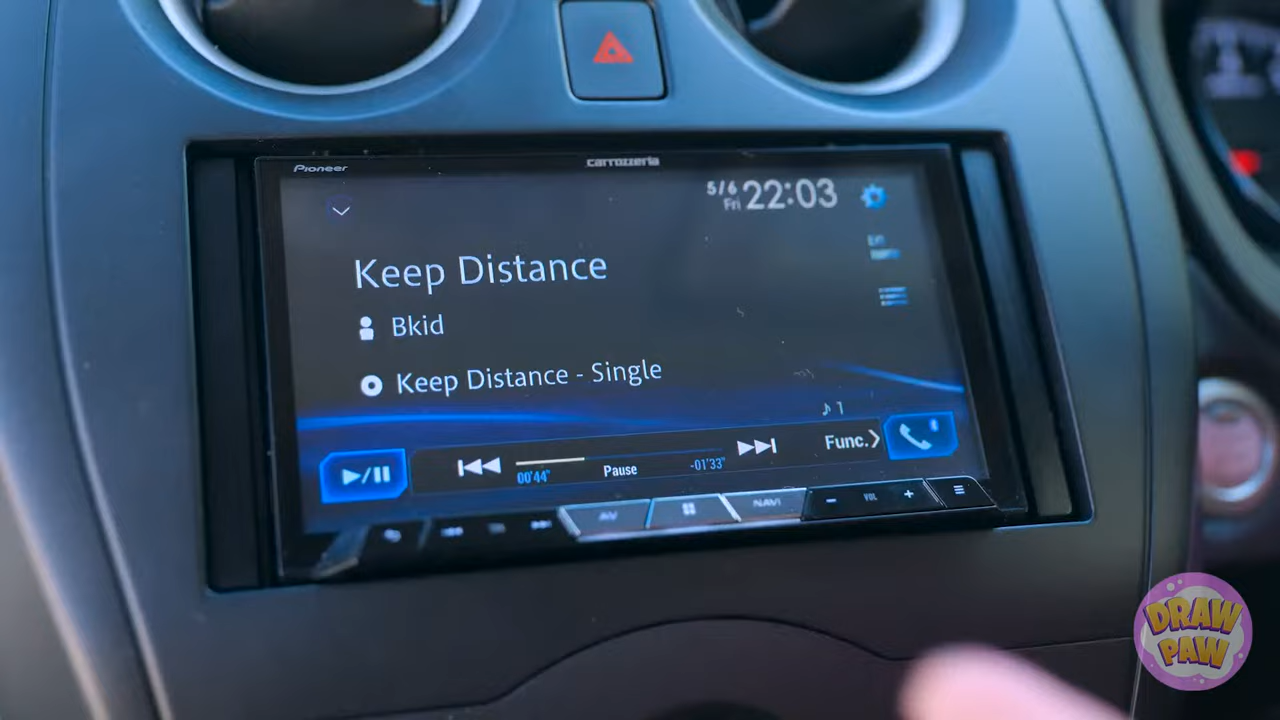 Pioneer
carrozzeria
5/6
Fri
22:03
Keep Distance
Bkid
Keep Distance - Single
♪1
Func.
00'44"
Pause
-01'33"
AV
NAVI
- VOL +
DRAW
PAW